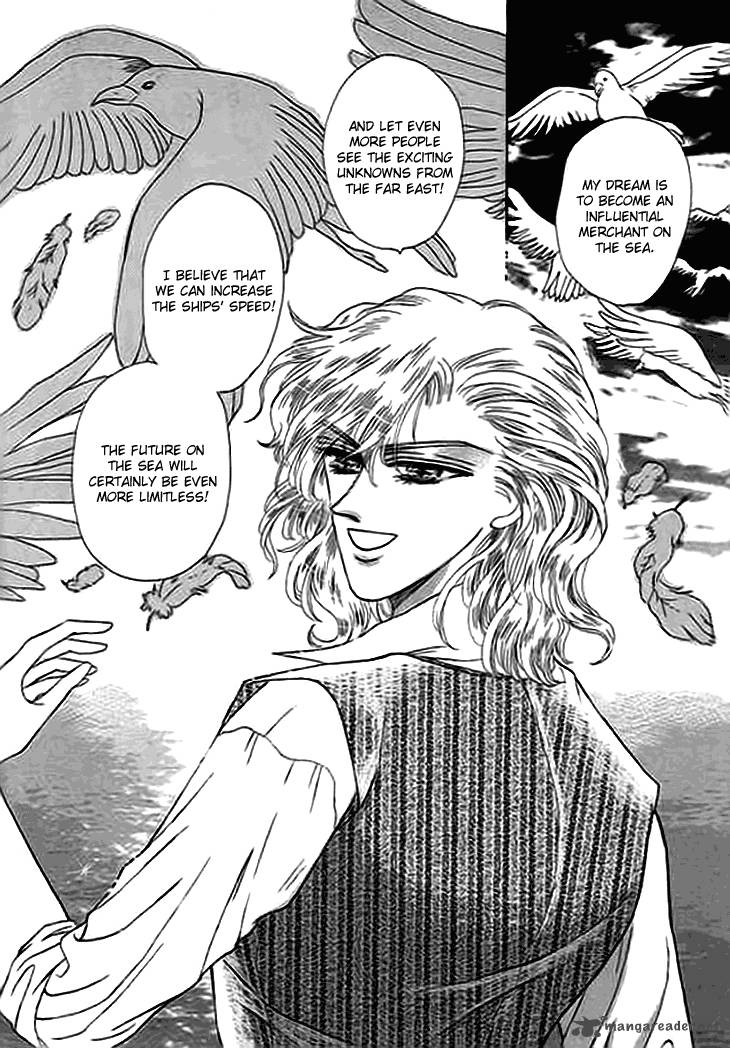 MY DREAM IS
TO BECOME AN
INFLUENTIAL
MERCHANT ON
THE SEA.
AND LET EVEN
MORE PEOPLE
SEE THE EXCITING
UNKNOWNS FROM
THE FAR EAST!
I BELIEVE THAT
WE CAN INCREASE
THE SHIPS' SPEED!
THE FUTURE ON
THE SEA WILL
CERTAINLY BE EVEN
MORE LIMITLESS!
mangareade